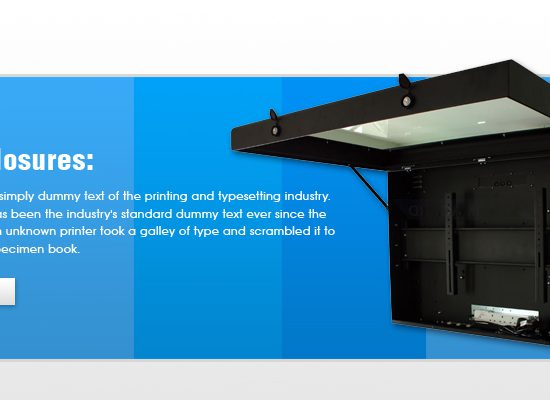 losures:
simply dummy text of the printing and typesetting industry.
as been the industry's standard dummy text ever since the
unknown printer took a galley of type and scrambled it to
pecimen book.